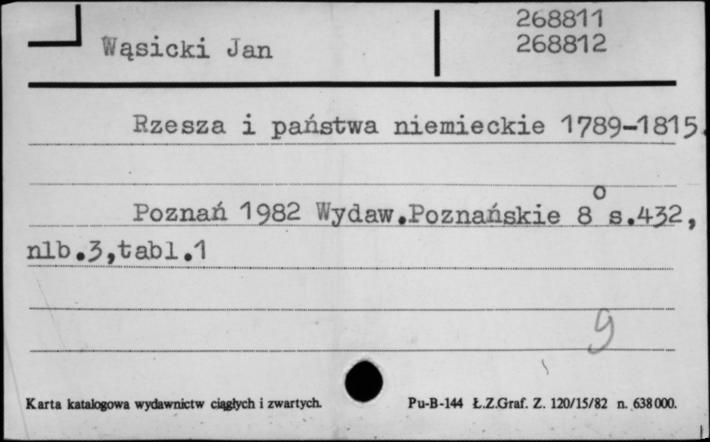 268811
Wąsicki Jan 268812
Rzesza i państwa niemieckie 1789-1815.
Poznań 1982 Wydaw.Poznańskie 8° s.432,
nlb.3,tabl.1
9
Karta katalogowa wydawnictw ciągłych i zwartych. Pu-B-144 Ł.Z.Graf. Z. 120/15/82 n. 638000.